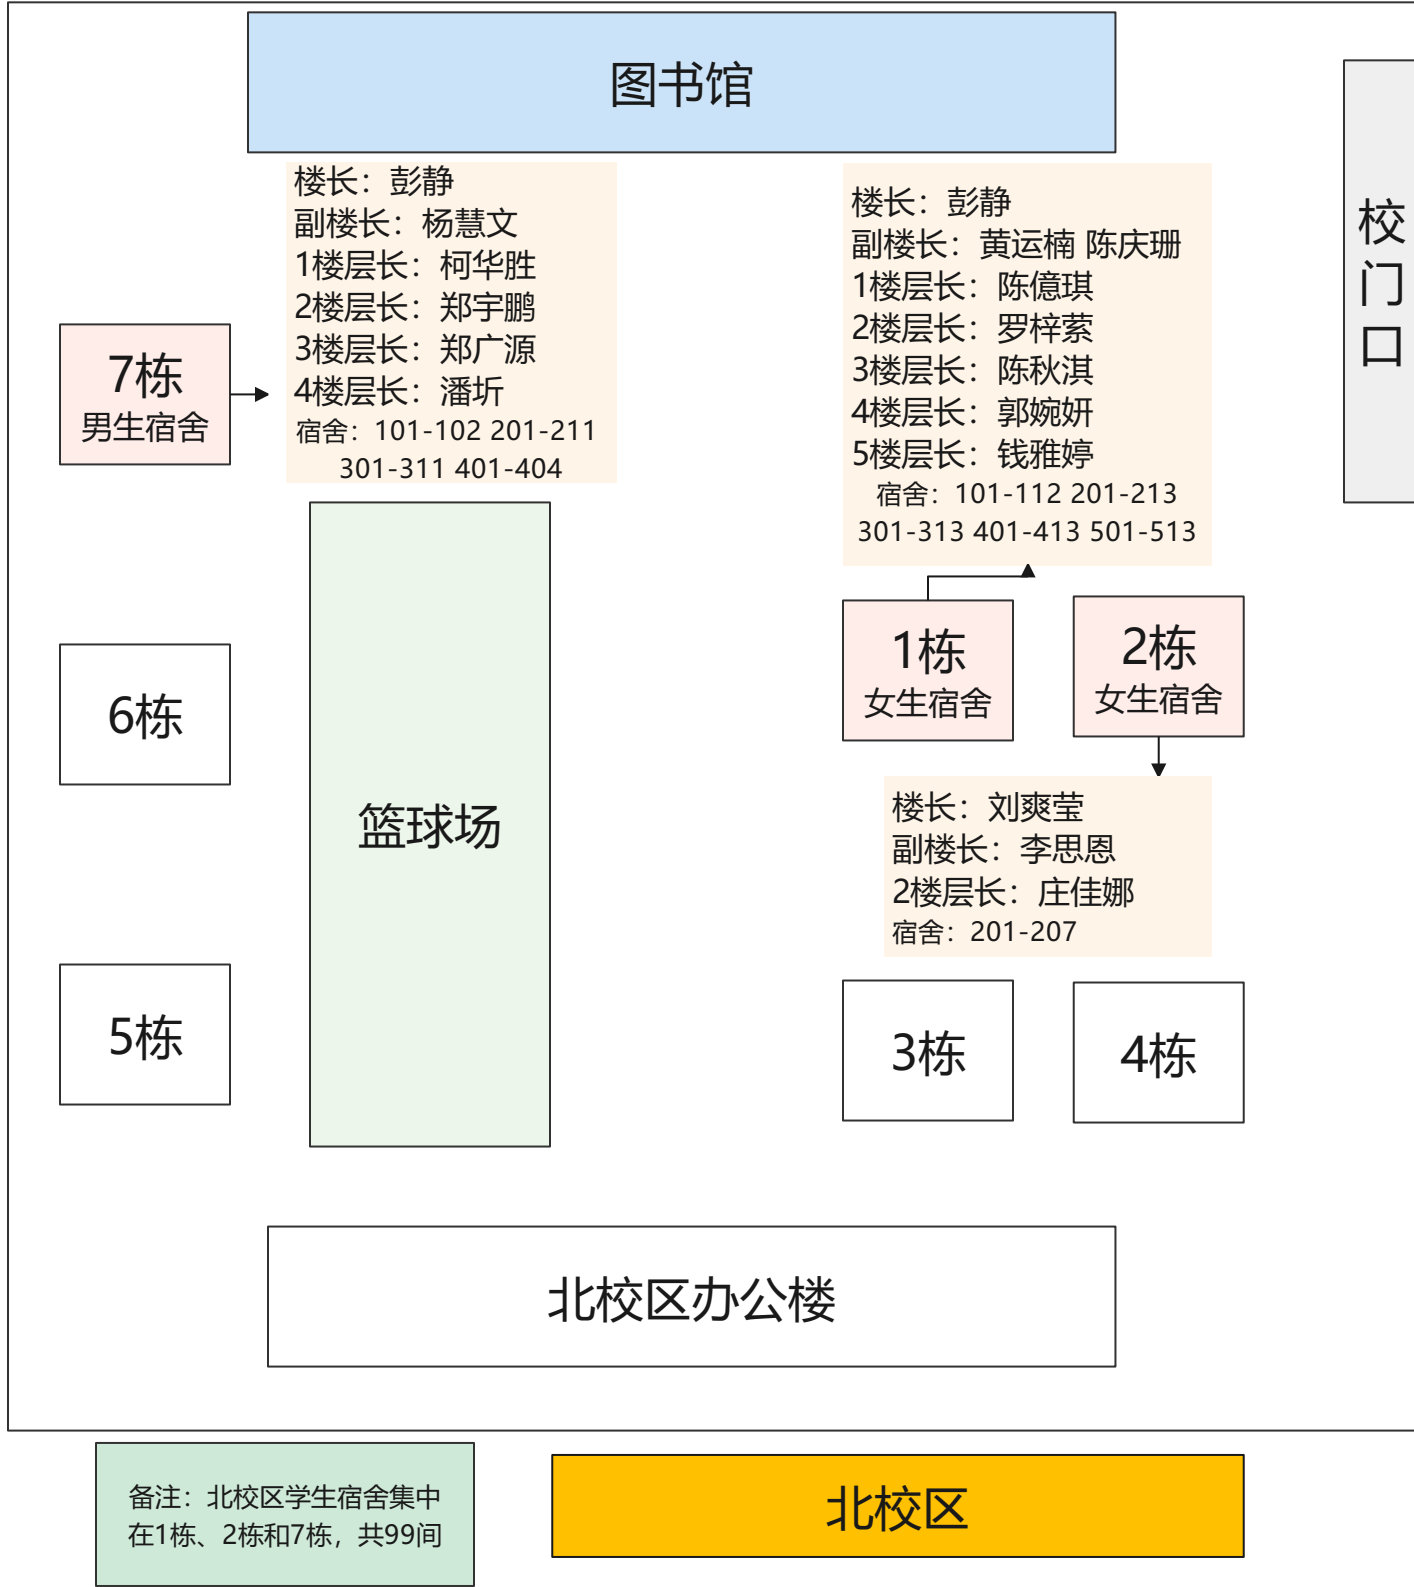 图书馆
校
门
口
楼长：彭静
副楼长：杨慧文
1楼层长：柯华胜
2楼层长：郑宇鹏
3楼层长：郑广源
4楼层长：潘圻
宿舍：101-102 201-211
301-311 401-404
楼长：彭静
副楼长：黄运楠 陈庆珊
1楼层长：陈億琪
2楼层长：罗梓萦
3楼层长：陈秋淇
4楼层长：郭婉妍
5楼层长：钱雅婷
宿舍：101-112 201-213
301-313 401-413 501-513
7栋
男生宿舍
1栋
女生宿舍
2栋
女生宿舍
6栋
篮球场
楼长：刘爽莹
副楼长：李思恩
2楼层长：庄佳娜
宿舍：201-207
5栋
3栋
4栋
北校区办公楼
备注：北校区学生宿舍集中
在1栋、2栋和7栋，共99间
北校区